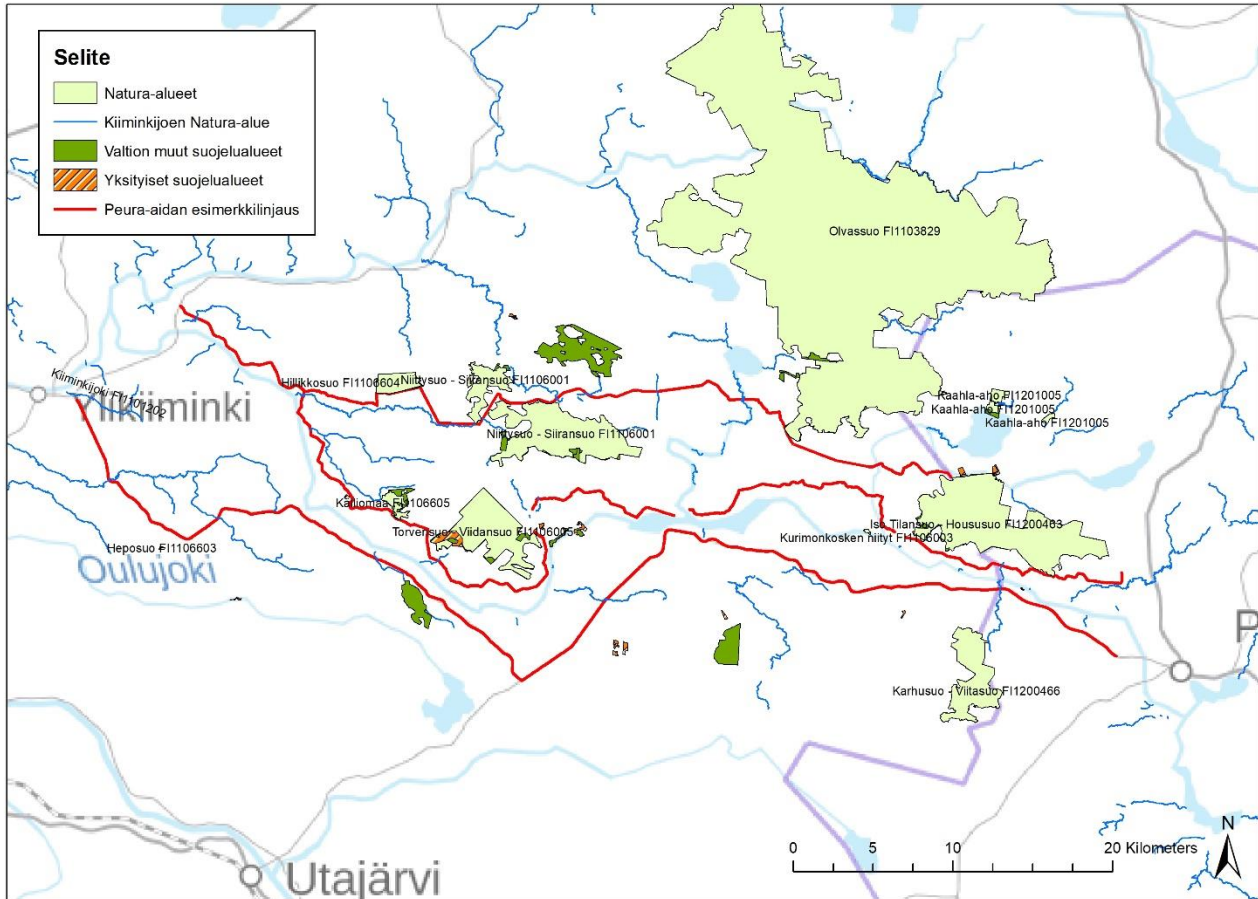 Selite
Natura-alueet
Kiiminkijoen Natura-alue
Valtion muut suojelualueet
Yksityiset suojelualueet
Peura-aidan esimerkkilinjaus
Olvassuo FI1103829
Hillikkosuo FI1106604
Niittysuo - Siiransuo FI1106001
Kiiminkijoki FI1101202
Ylikiiminki
Kaahla-aho FI1201005
Kaahla-aho FI1201005
Kaahla-aho FI1201005
Niittysuo - Siiransuo FI1106001
Kalliomaa FI1106605
Torvensuo - Viidansuo FI1106005
Iso Tilansuo - Housusuo FI1200463
Kurimonkosken niityt FI1106003
Heposuo FI1106603
Oulujoki
P
Karhusuo - Viitasuo FI1200466
N
0 5 10 20 Kilometers
Utajärvi